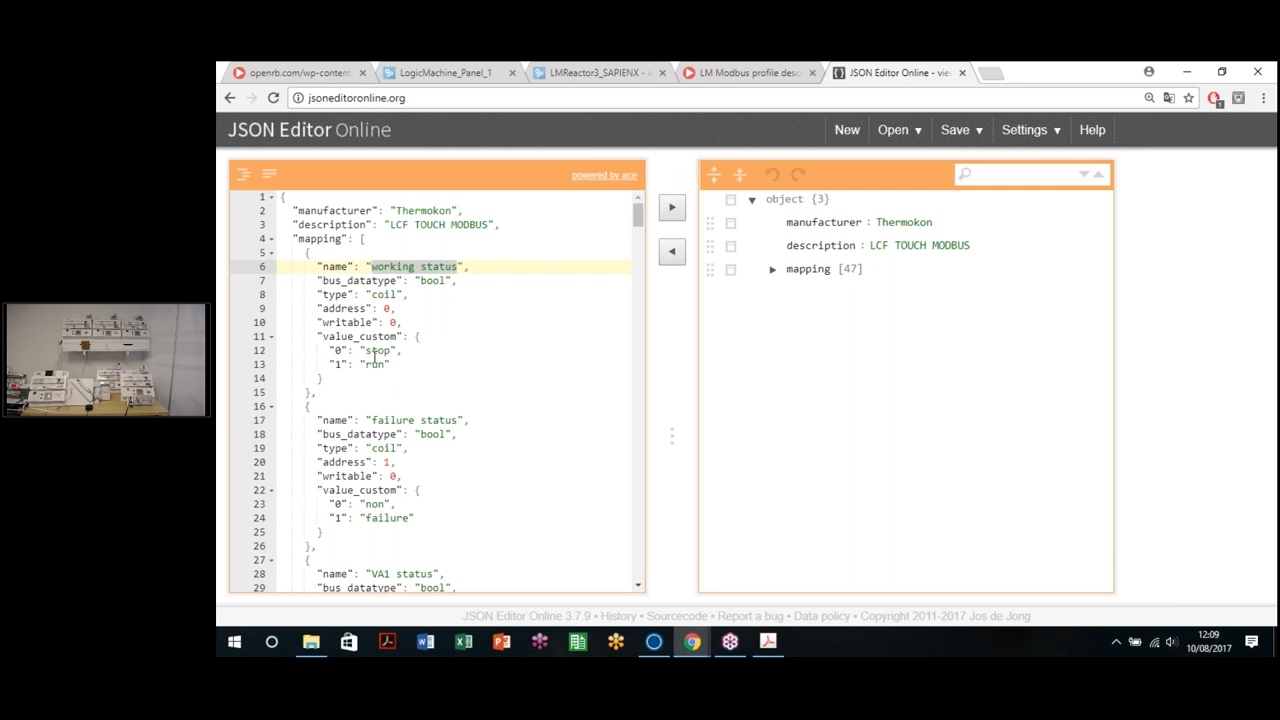 openrb.com/wp-content
LogicMachine_Panel_1
LMReactor3_SAPIENX - A
LM Modbus profile desc
JSON Editor Online - vie
jsoneditoronline.org
JSON Editor Online
New
Open
Save
Settings
Help
powered by ace
1 {
2 "manufacturer": "Thermokon",
3 "description": "LCF TOUCH MODBUS",
4 "mapping": [
5 {
6 "name": "working status",
7 "bus_datatype": "bool",
8 "type": "coil",
9 "address": 0,
10 "writable": 0,
11 "value_custom": {
12 "0": "stop",
13 "1": "run"
14 }
15 },
16 {
17 "name": "failure status",
18 "bus_datatype": "bool",
19 "type": "coil",
20 "address": 1,
21 "writable": 0,
22 "value_custom": {
23 "0": "non",
24 "1": "failure"
25 }
26 },
27 {
28 "name": "VA1 status",
29 "bus_datatype": "bool",
object {3}
manufacturer : Thermokon
description : LCF TOUCH MODBUS
mapping [47]
JSON Editor Online 3.7.9 • History • Sourcecode • Report a bug • Data policy • Copyright 2011-2017 Jos de Jong
12:09
10/08/2017